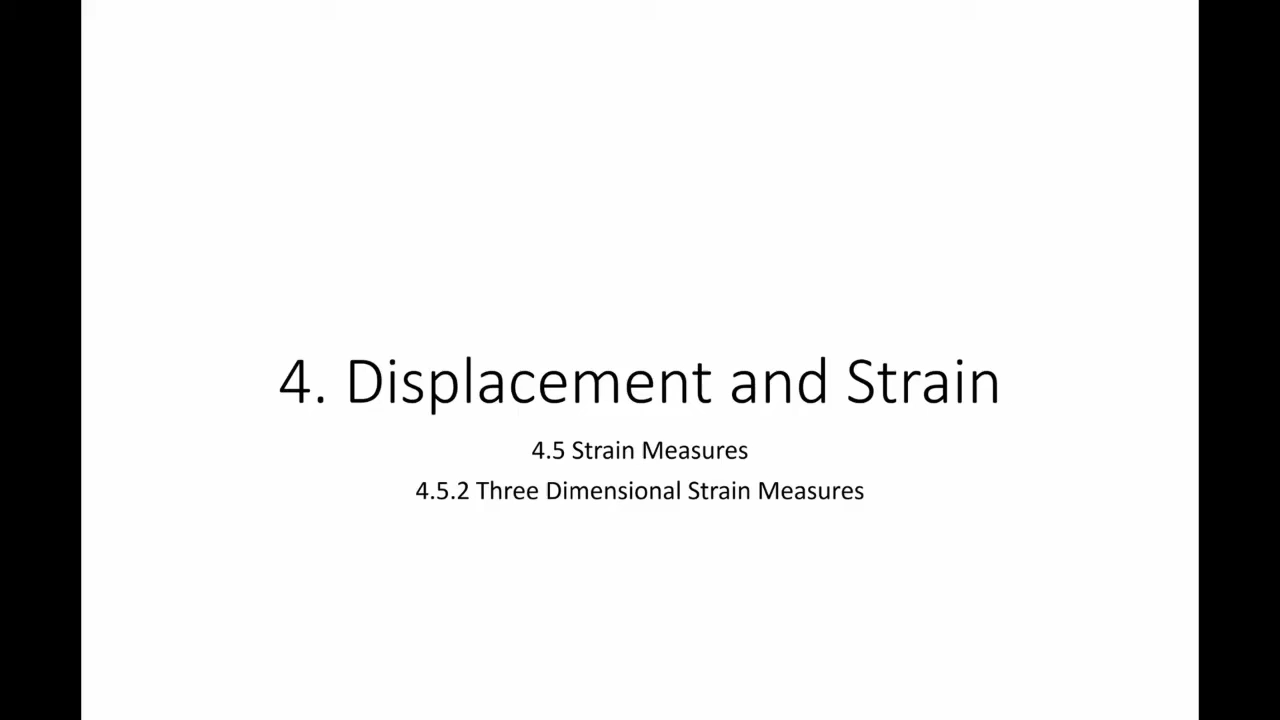 4. Displacement and Strain
4.5 Strain Measures
4.5.2 Three Dimensional Strain Measures